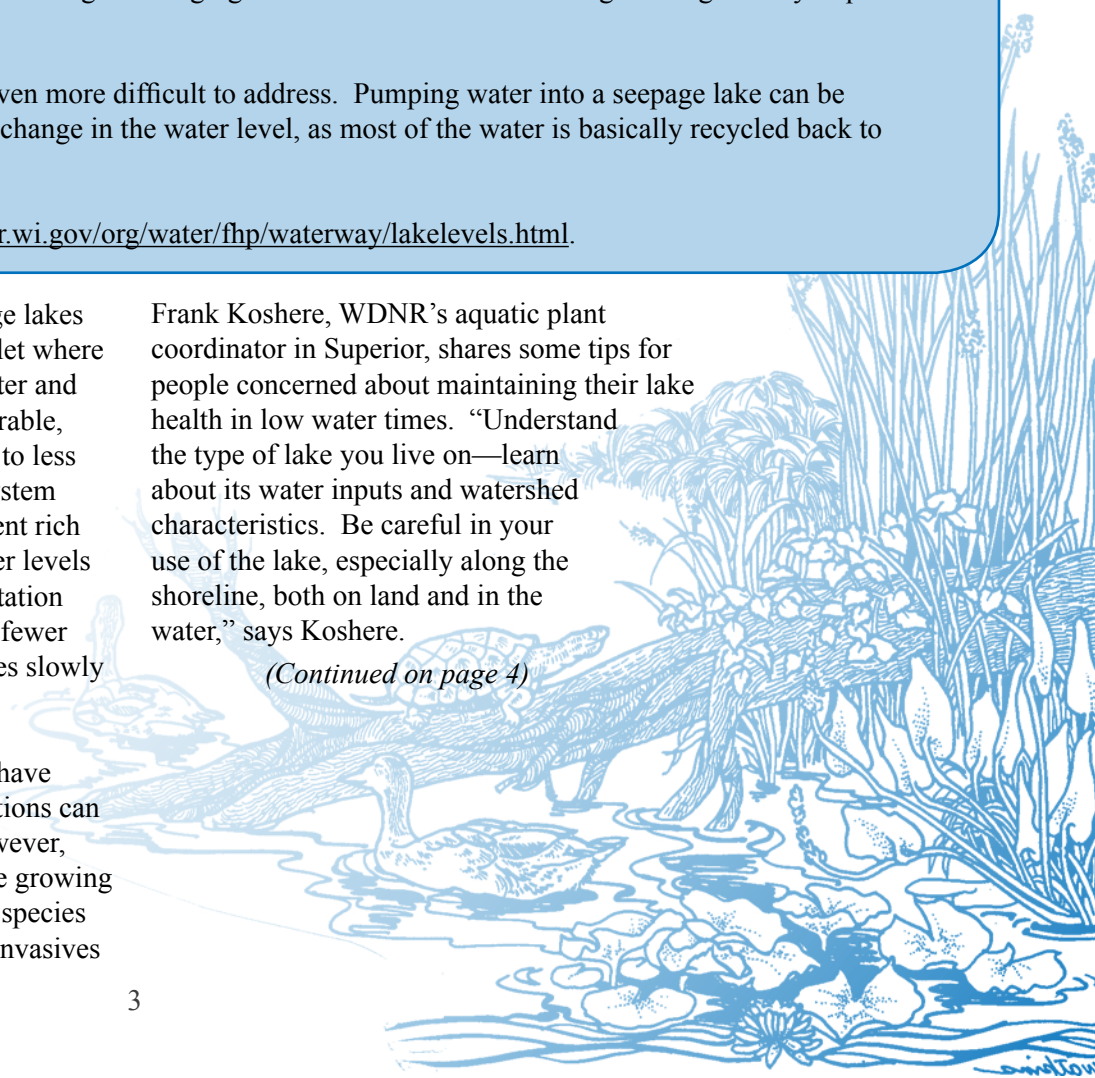 ven more difficult to address.  Pumping water into a seepage lake can be
change in the water level, as most of the water is basically recycled back to
r.wi.gov/org/water/fhp/waterway/lakelevels.html.
ge lakes
let where
ter and
rable,
to less
ystem
ent rich
er levels
tation
fewer
es slowly
have
tions can
wever,
e growing
species
nvasives
Frank Koshere, WDNR’s aquatic plant
coordinator in Superior, shares some tips for
people concerned about maintaining their lake
health in low water times.  “Understand
the type of lake you live on—learn
about its water inputs and watershed
characteristics.  Be careful in your
use of the lake, especially along the
shoreline, both on land and in the
water,” says Koshere.
(Continued on page 4)
3